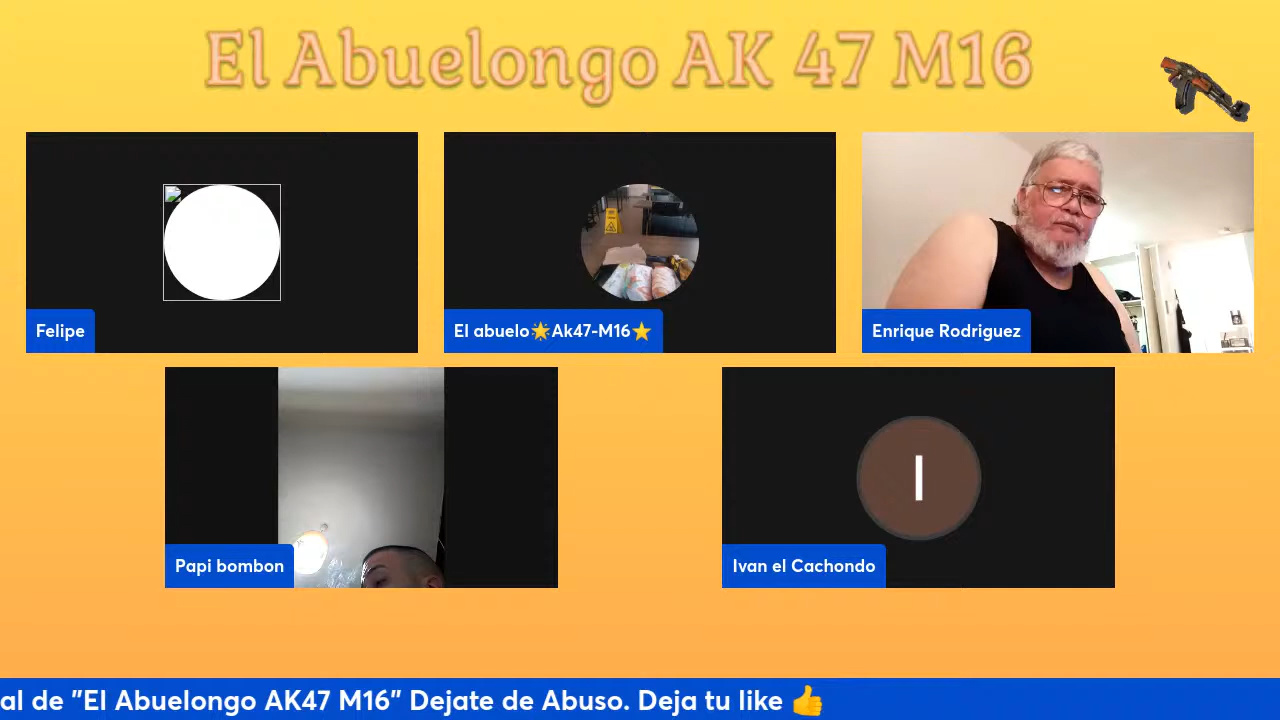 El Abuelongo AK 47 M16
Felipe
El abuelo🌟Ak47-M16⭐
Enrique Rodriguez
Papi bombon
I
Ivan el Cachondo
al de "El Abuelongo AK47 M16" Dejate de Abuso. Deja tu like 👍